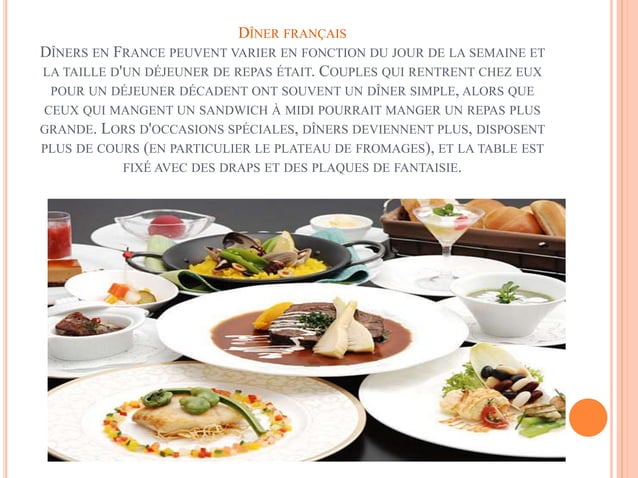 Dîner français
Dîners en France peuvent varier en fonction du jour de la semaine et
la taille d'un déjeuner de repas était. Couples qui rentrent chez eux
pour un déjeuner décadent ont souvent un dîner simple, alors que
ceux qui mangent un sandwich à midi pourrait manger un repas plus
grande. Lors d'occasions spéciales, dîners deviennent plus, disposent
plus de cours (en particulier le plateau de fromages), et la table est
fixé avec des draps et des plaques de fantaisie.